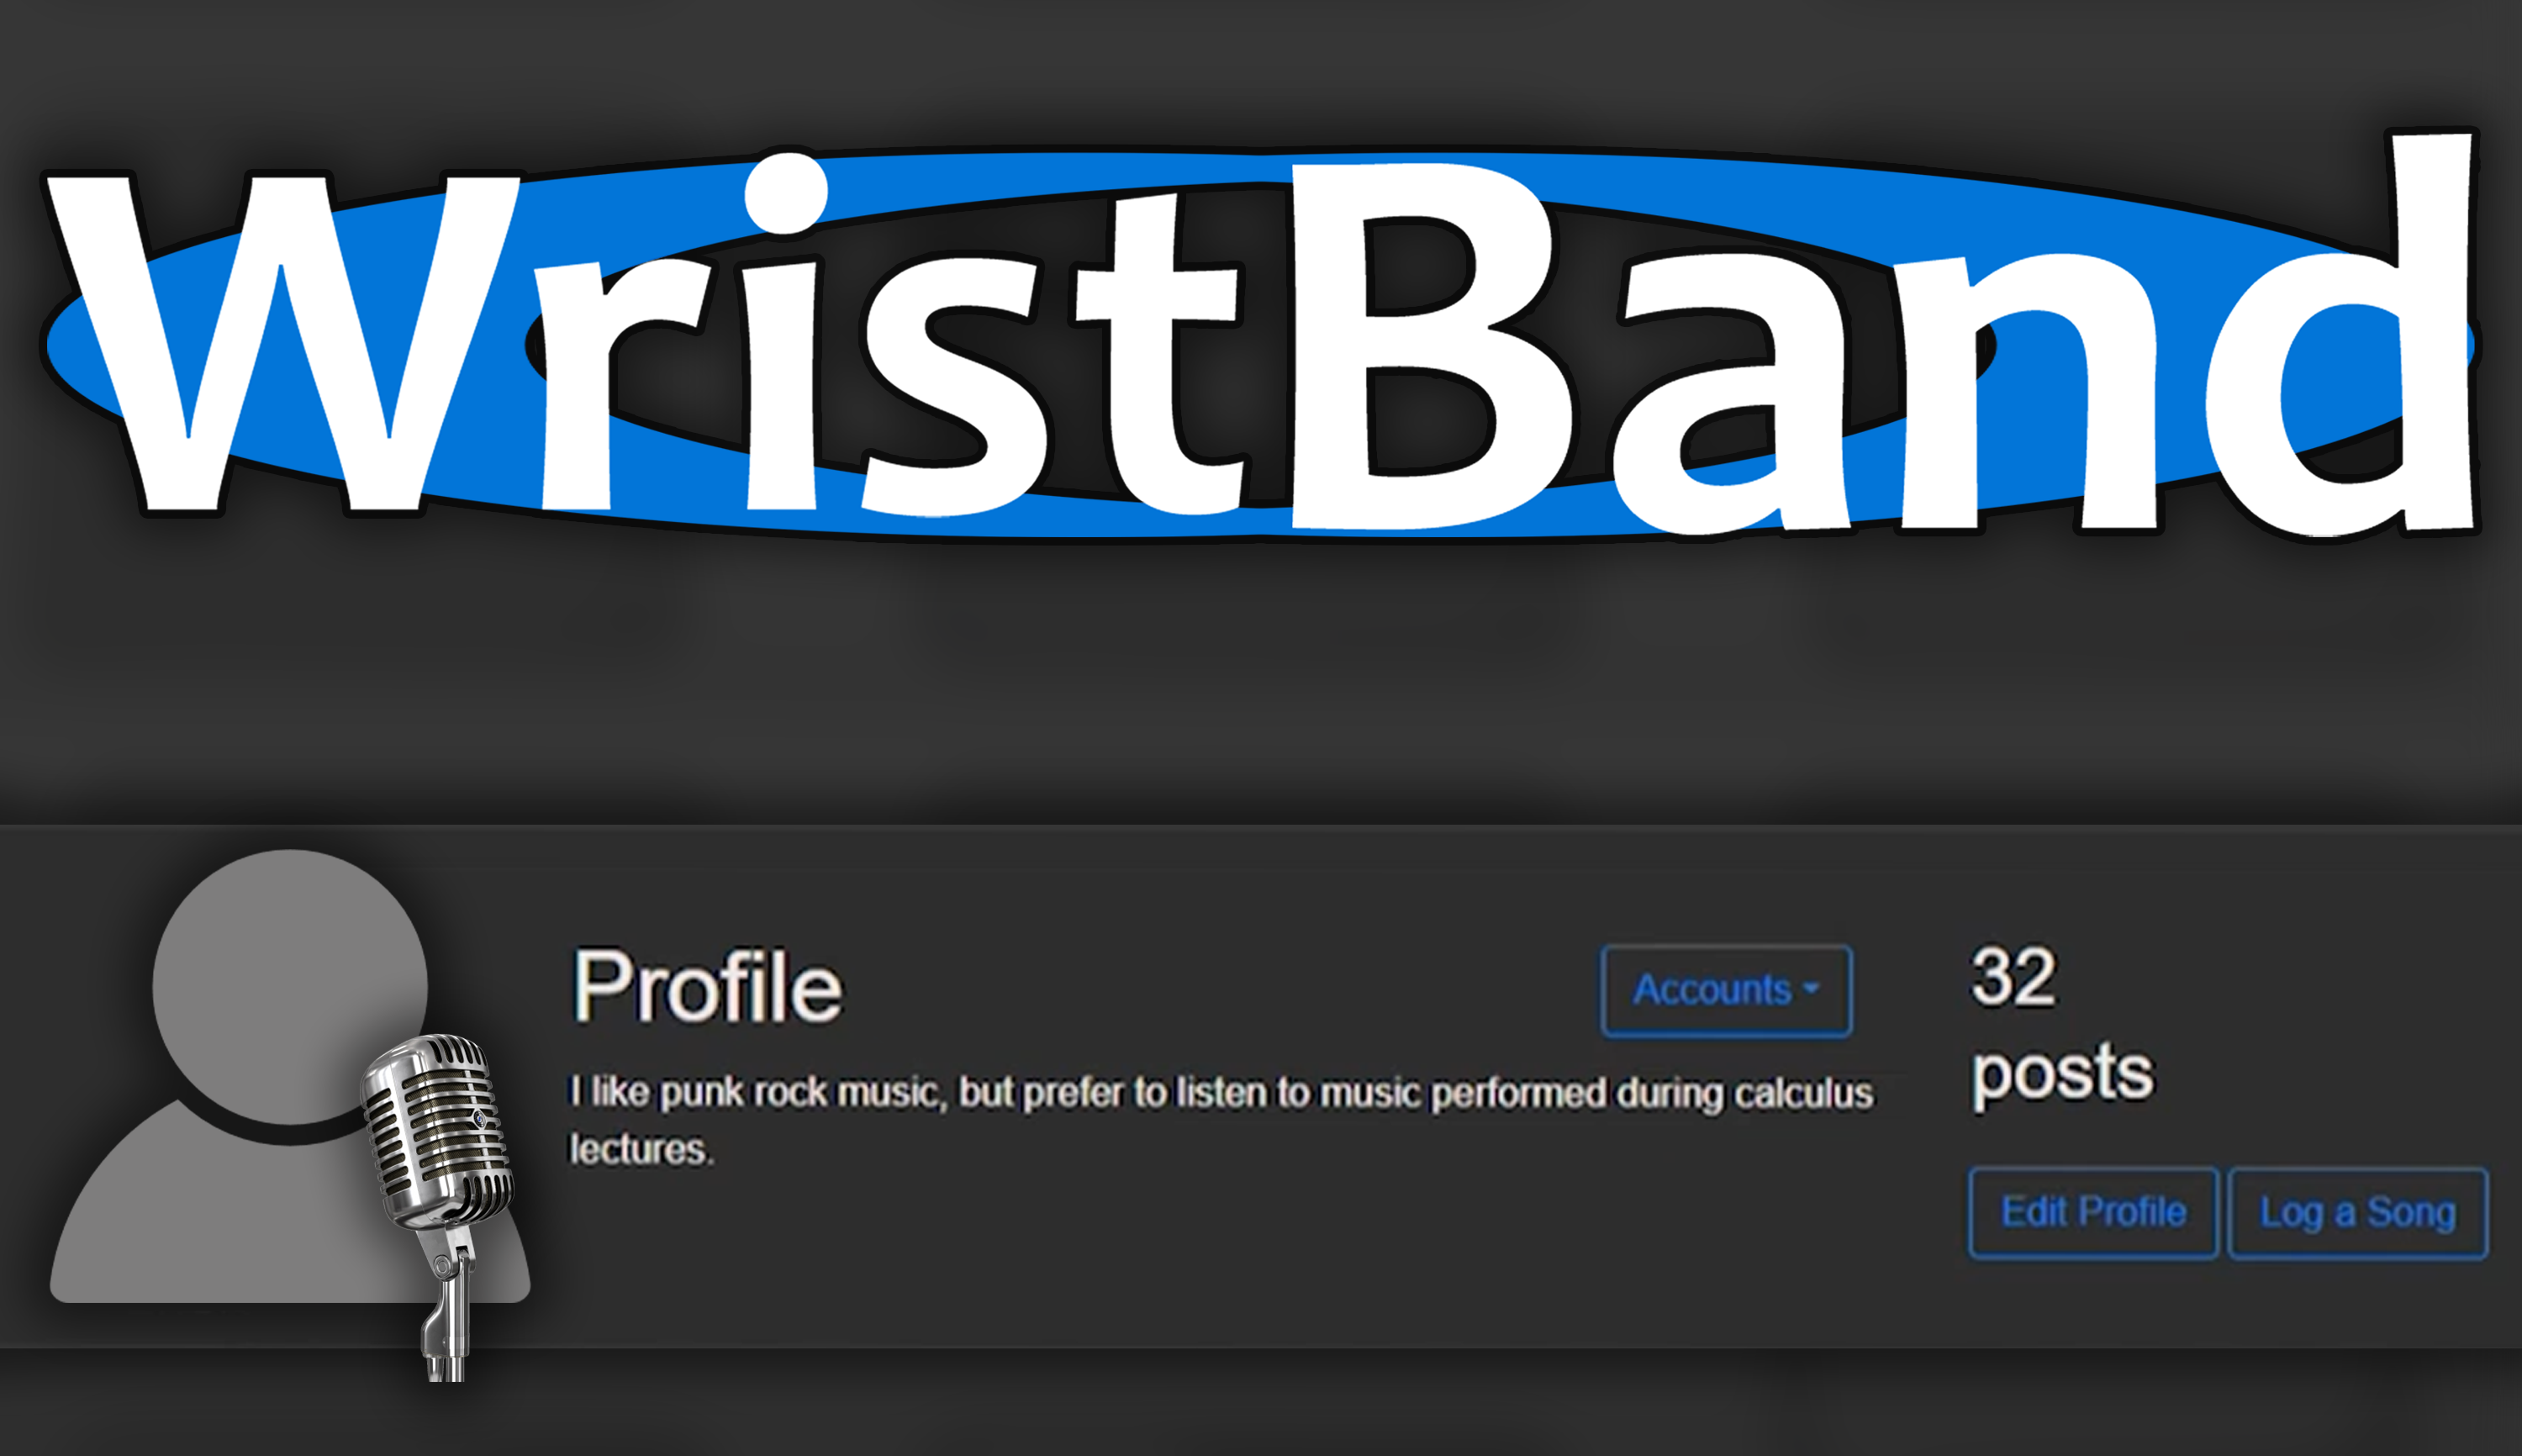 WristBand
Profile
Accounts
I like punk rock music, but prefer to listen to music performed during calculus
lectures.
32
posts
Edit Profile
Log a Song